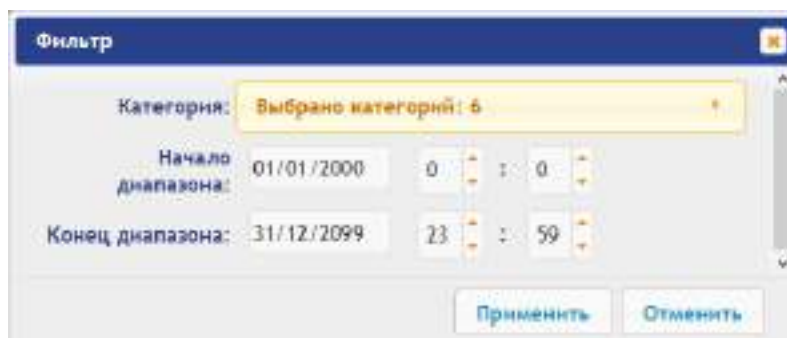 Фильтр
Категория: Выбрано категорий: 6
Начало диапазона: 01/01/2000 0 : 0
Конец диапазона: 31/12/2099 23 : 59
Применить Отменить